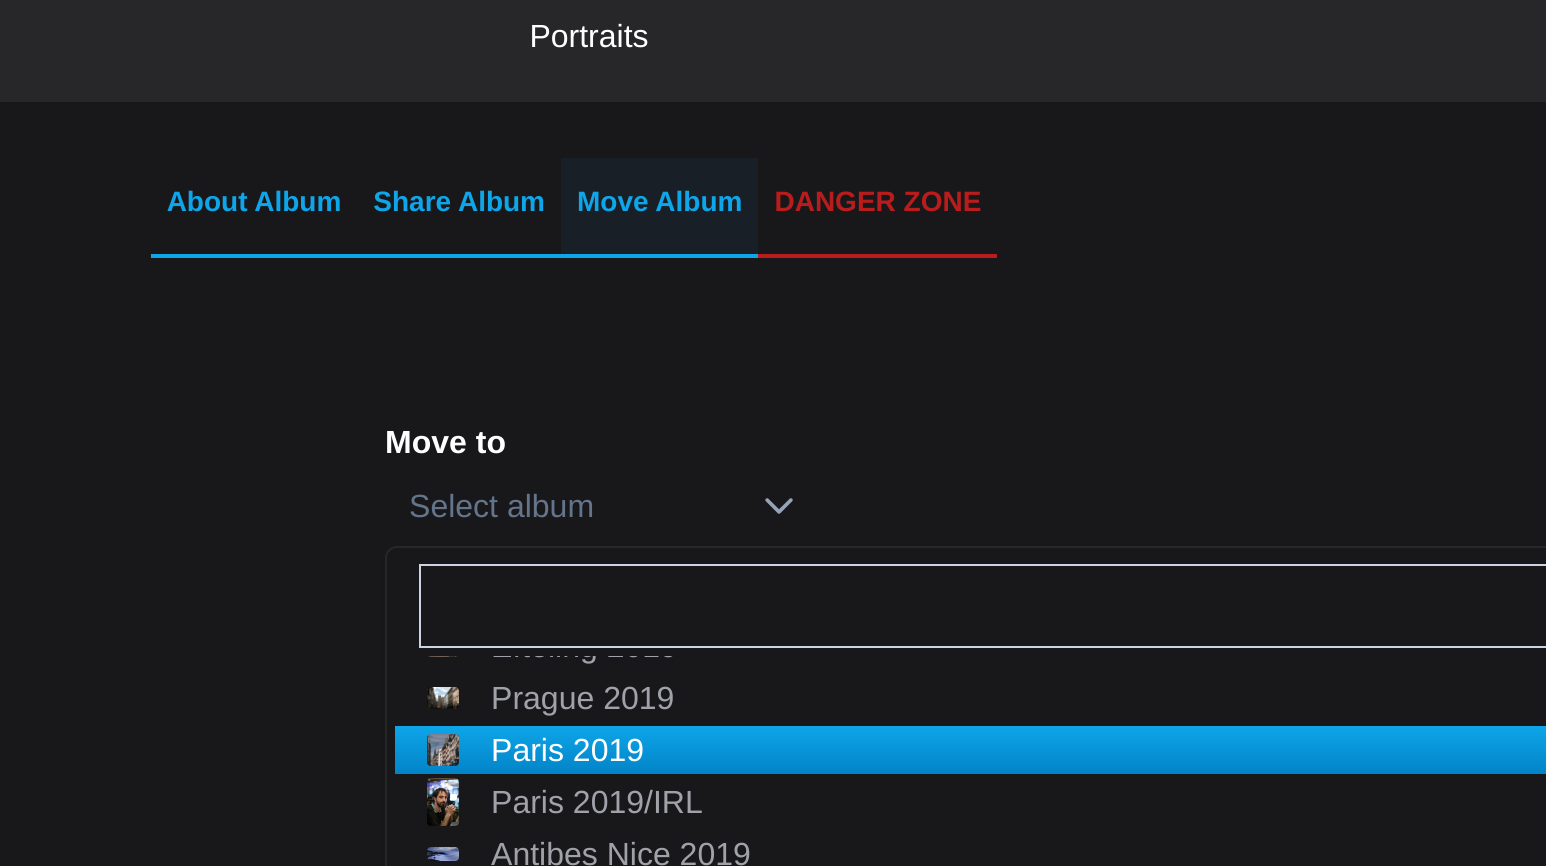 Portraits
About Album Share Album Move Album DANGER ZONE
Move to
Select album
2019
Prague 2019
Paris 2019
Paris 2019/IRL
Antibes Nice 2019